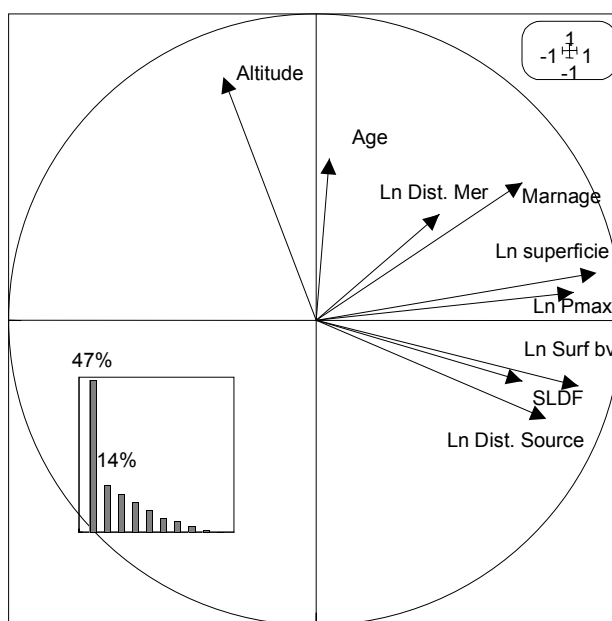 1
-1 1
-1
Altitude
Age
Ln Dist. Mer
Marnage
Ln superficie
Ln Pmax
Ln Surf bv
SLDF
Ln Dist. Source
47%
14%